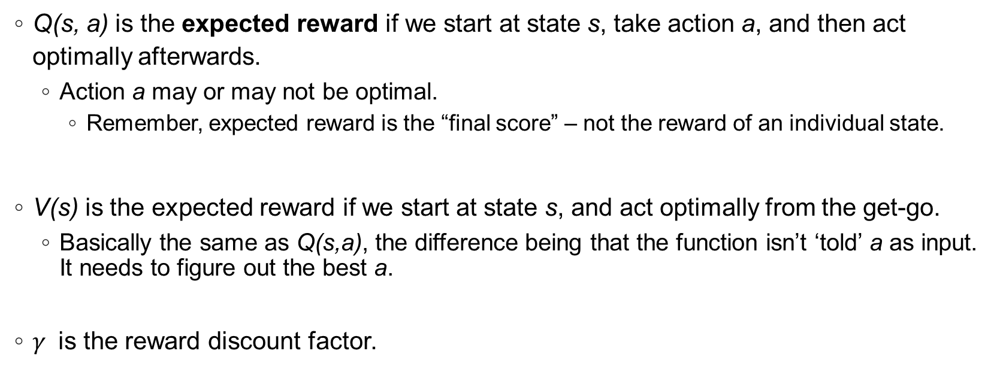 ◦ Q(s, a) is the expected reward if we start at state s, take action a, and then act
optimally afterwards.
◦ Action a may or may not be optimal.
◦ Remember, expected reward is the “final score” – not the reward of an individual state.
◦ V(s) is the expected reward if we start at state s, and act optimally from the get-go.
◦ Basically the same as Q(s,a), the difference being that the function isn’t ‘told’ a as input.
It needs to figure out the best a.
◦ γ is the reward discount factor.